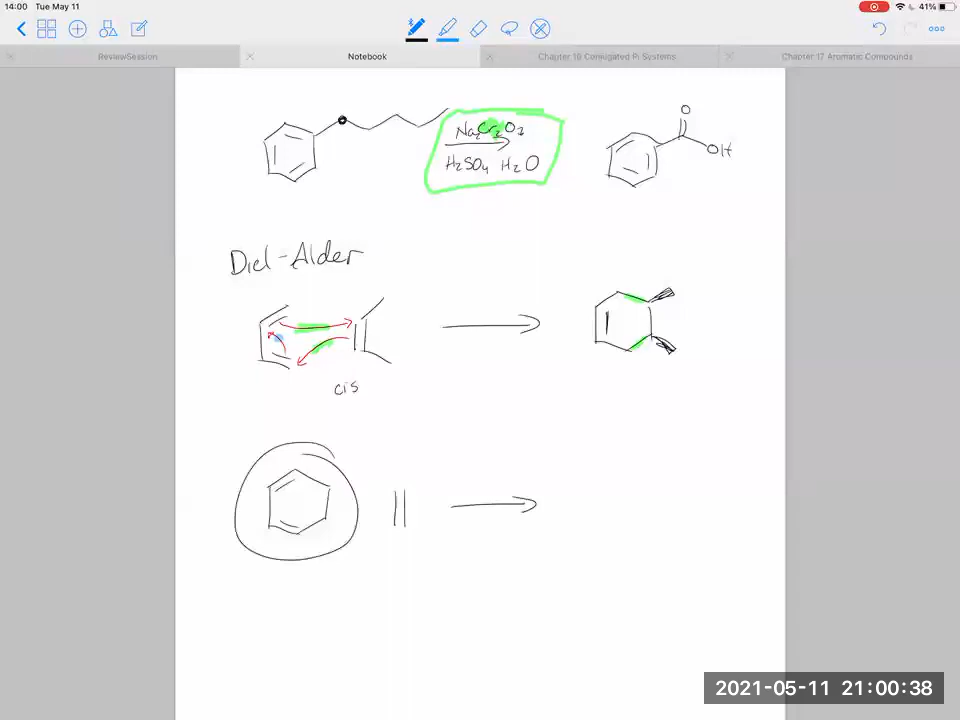 14:00 Tue May 11
41%
ReviewSession
Notebook
Chapter 16 Conjugated Pi Systems
Chapter 17 Aromatic Compounds
Na2Cr2O7
H2SO4 H2O
O
OH
Diel-Alder
cis
2021-05-11 21:00:38